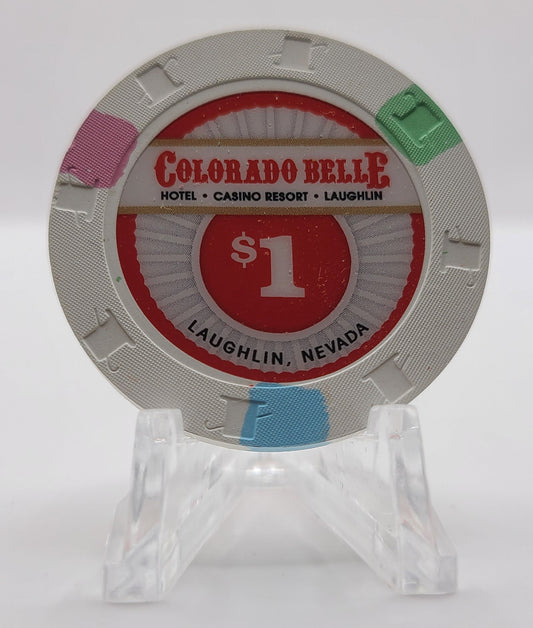 COLORADO BELLE
HOTEL • CASINO RESORT • LAUGHLIN
$1
LAUGHLIN, NEVADA